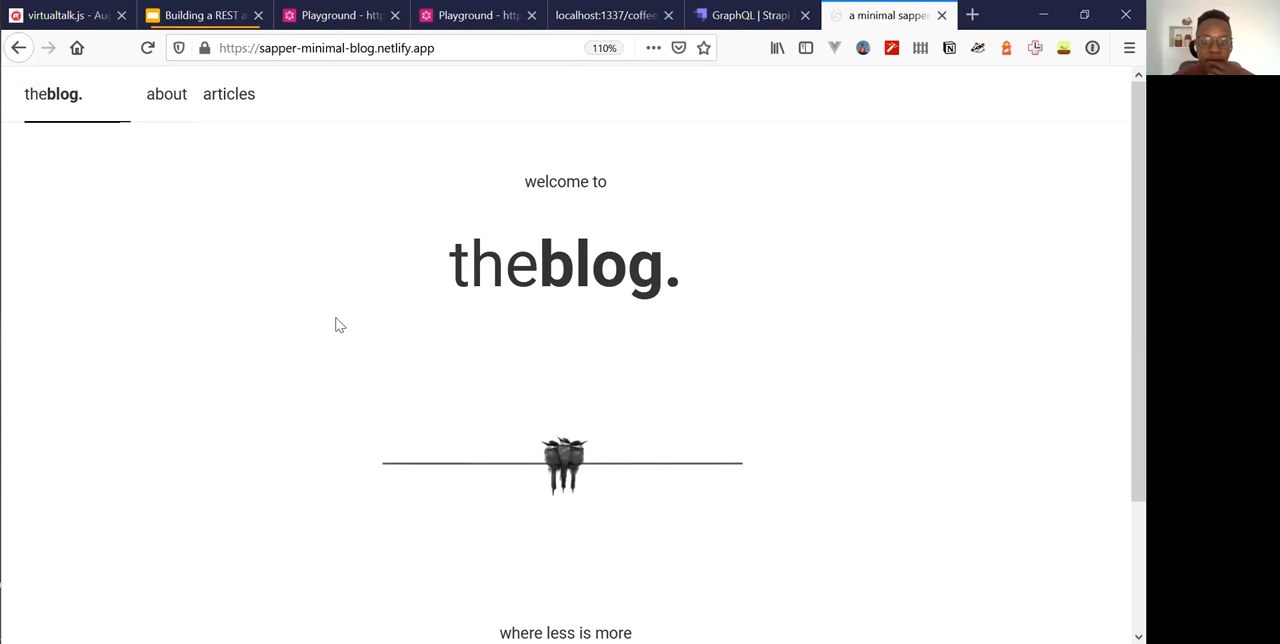 virtualtalk.js - Au
Building a REST a
Playground - htt
Playground - http
localhost:1337/coffee
GraphQL | Strapi
a minimal sapper
https://sapper-minimal-blog.netlify.app
110%
theblog.
about
articles
welcome to
theblog.
where less is more